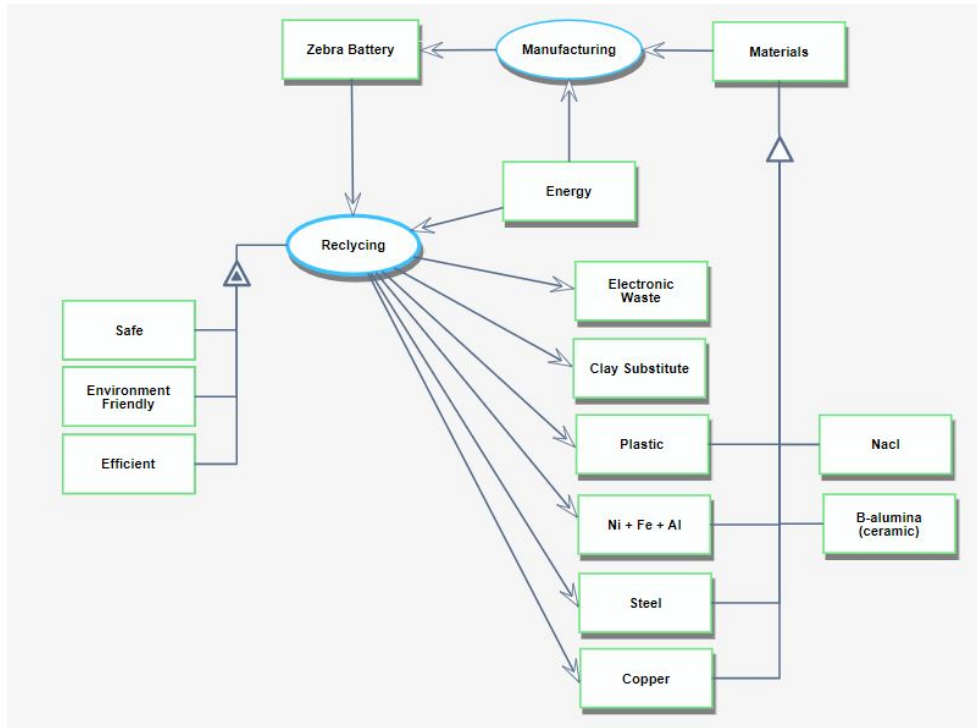 Zebra Battery
Manufacturing
Materials
Energy
Reclycing
Electronic
Waste
Safe
Clay Substitute
Environment
Friendly
Plastic
Nacl
Efficient
Ni + Fe + Al
B-alumina
(ceramic)
Steel
Copper